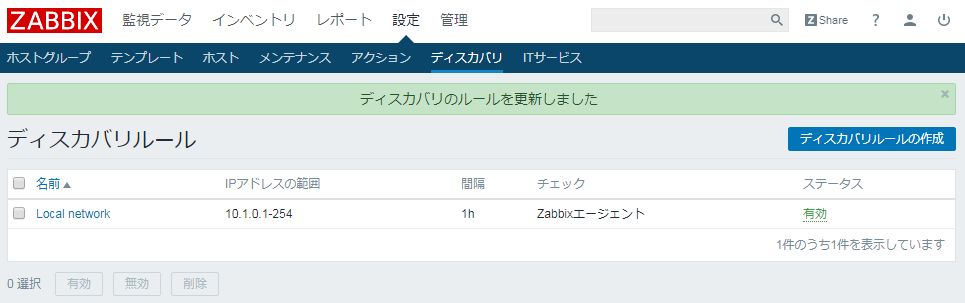 ZABBIX 監視データ インベントリ レポート 設定 管理 Z Share ?
ホストグループ テンプレート ホスト メンテナンス アクション ディスカバリ ITサービス
ディスカバリのルールを更新しました ×
ディスカバリルール ディスカバリルールの作成
名前▲ IPアドレスの範囲 間隔 チェック ステータス
Local network 10.1.0.1-254 1h Zabbixエージェント 有効
1件のうち1件を表示しています
0 選択 有効 無効 削除